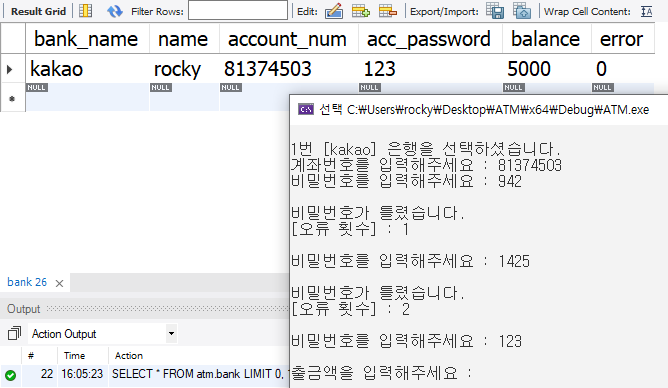 Result Grid Filter Rows: Edit: Export/Import: Wrap Cell Content: IA
bank_name name account_num acc_password balance error
kakao rocky 81374503 123 5000 0
NULL NULL NULL NULL NULL NULL
선택 C:₩Users₩rocky₩Desktop₩ATM₩x64₩Debug₩ATM.exe
1번 [kakao] 은행을 선택하셨습니다.
계좌번호를 입력해주세요 : 81374503
비밀번호를 입력해주세요 : 942
비밀번호가 틀렸습니다.
[오류 횟수] : 1
비밀번호를 입력해주세요 : 1425
비밀번호가 틀렸습니다.
[오류 횟수] : 2
비밀번호를 입력해주세요 : 123
출금액을 입력해주세요 :
bank 26 ×
Output
Action Output
# Time Action
22 16:05:23 SELECT * FROM atm.bank LIMIT 0,